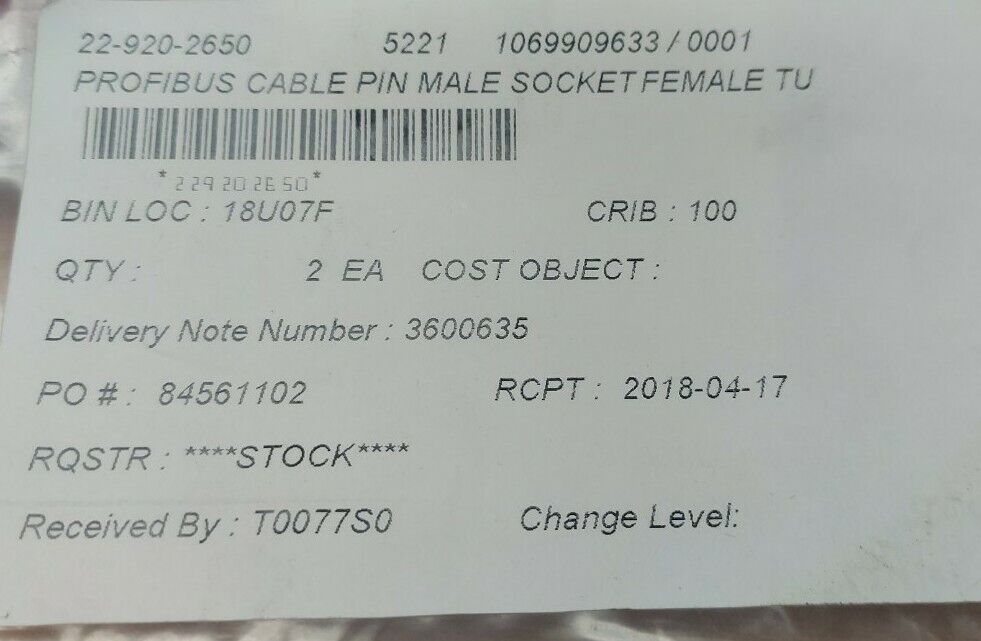 22-920-2650 5221 1069909633 / 0001
PROFIBUS CABLE PIN MALE SOCKET FEMALE TU
*229202650*
BIN LOC : 18U07F CRIB : 100
QTY : 2 EA COST OBJECT :
Delivery Note Number : 3600635
PO # : 84561102 RCPT : 2018-04-17
RQSTR : ****STOCK****
Received By : T0077S0 Change Level: